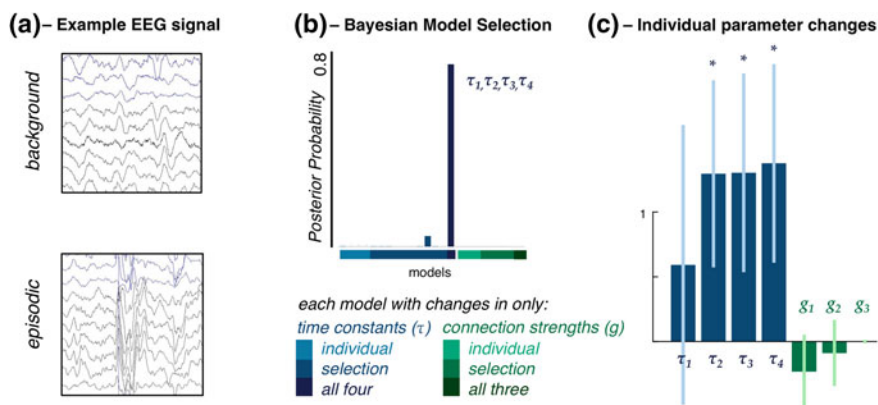 (a) – Example EEG signal
background
episodic
(b) – Bayesian Model Selection
0.8
Posterior Probability
τ1,τ2,τ3,τ4
models
each model with changes in only:
time constants (τ)
individual
selection
all four
connection strengths (g)
individual
selection
all three
(c) – Individual parameter changes
* * *
1
g1 g2 g3
τ1 τ2 τ3 τ4